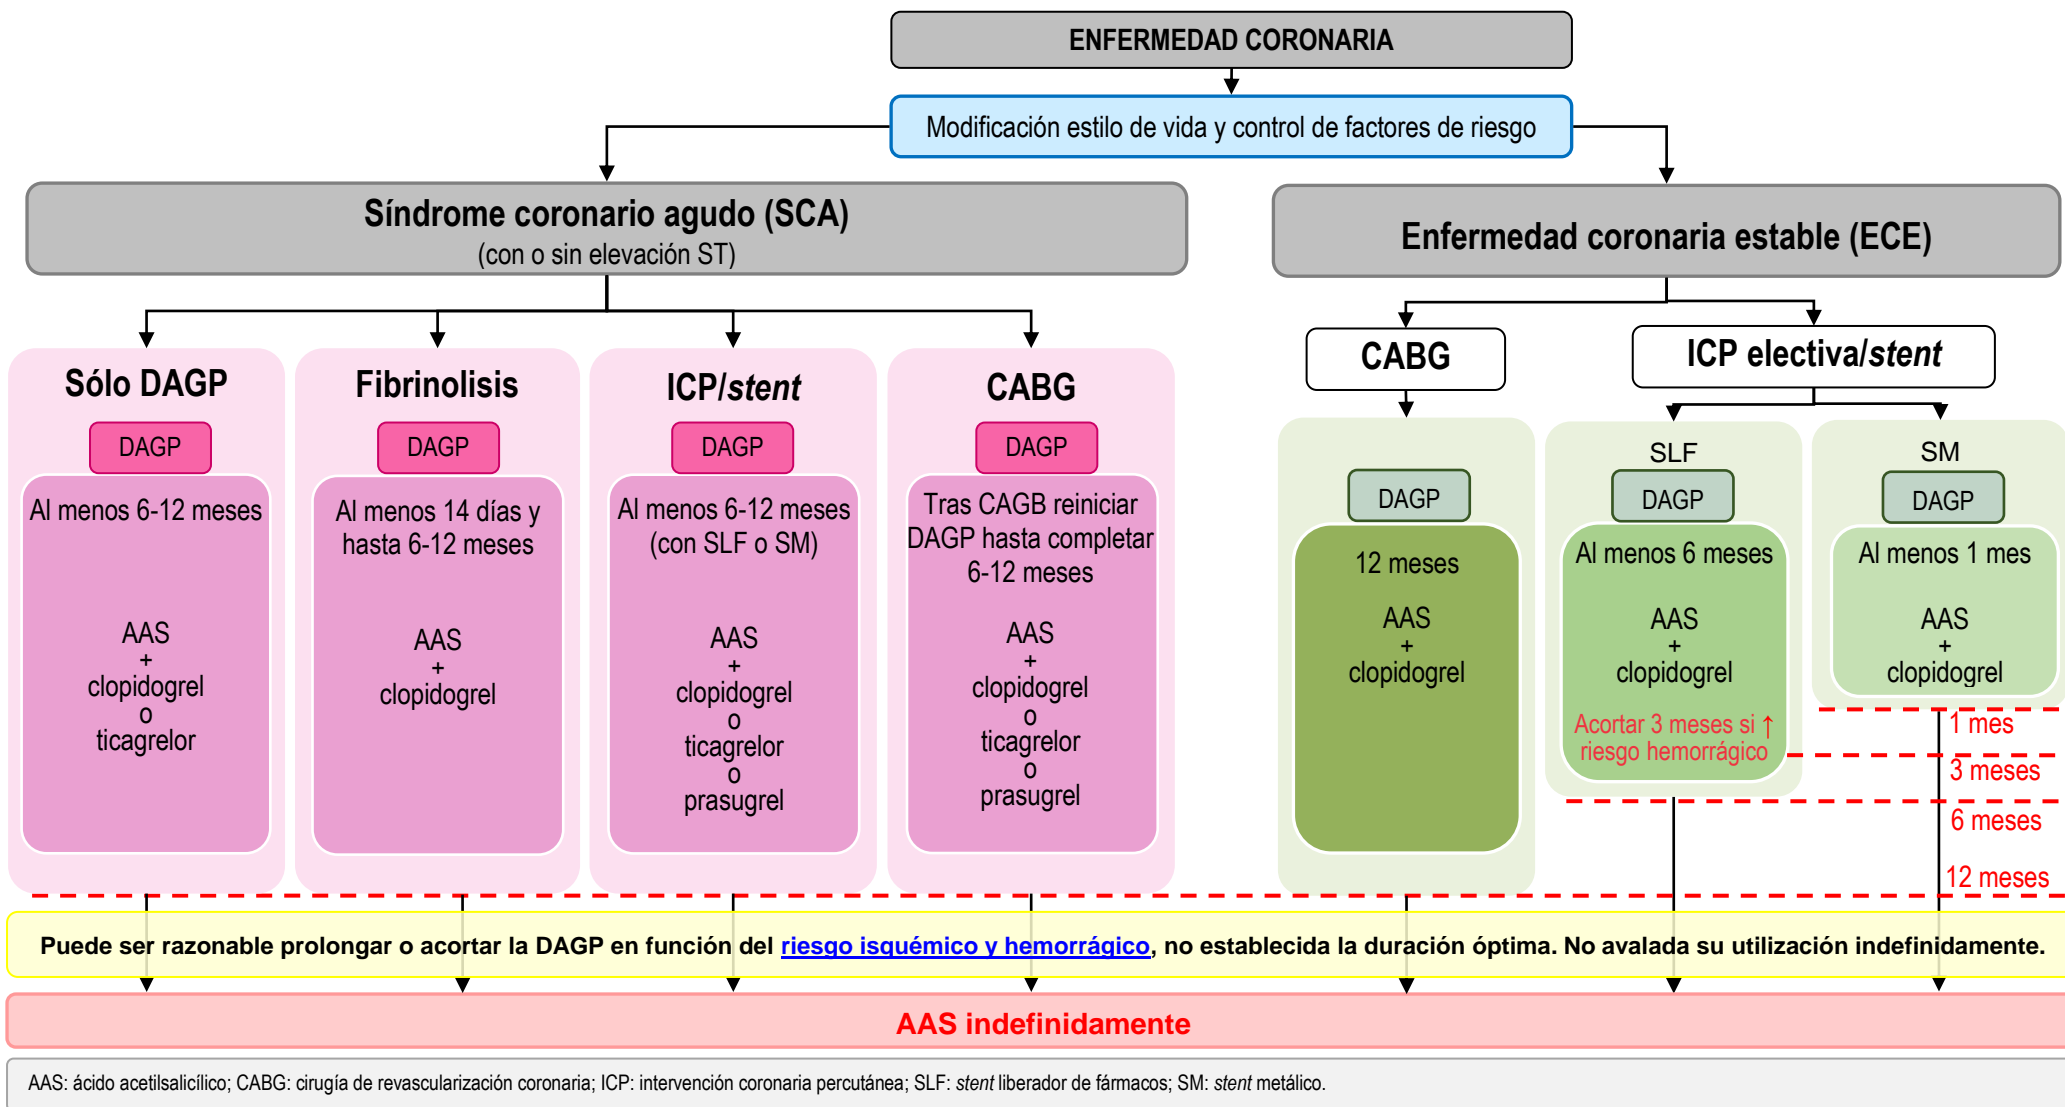 ENFERMEDAD CORONARIA
Modificación estilo de vida y control de factores de riesgo
Síndrome coronario agudo (SCA)
(con o sin elevación ST)
Sólo DAGP
DAGP
Al menos 6-12 meses
AAS
+
clopidogrel
o
ticagrelor
Fibrinolisis
DAGP
Al menos 14 días y
hasta 6-12 meses
AAS
+
clopidogrel
ICP/stent
DAGP
Al menos 6-12 meses
(con SLF o SM)
AAS
+
clopidogrel
o
ticagrelor
o
prasugrel
CABG
DAGP
Tras CAGB reiniciar
DAGP hasta completar
6-12 meses
AAS
+
clopidogrel
o
ticagrelor
o
prasugrel
Enfermedad coronaria estable (ECE)
CABG
DAGP
12 meses
AAS
+
clopidogrel
ICP electiva/stent
SLF
DAGP
Al menos 6 meses
AAS
+
clopidogrel
Acortar 3 meses si ↑
riesgo hemorrágico
SM
DAGP
Al menos 1 mes
AAS
+
clopidogrel
1 mes
3 meses
6 meses
12 meses
Puede ser razonable prolongar o acortar la DAGP en función del riesgo isquémico y hemorrágico, no establecida la duración óptima. No avalada su utilización indefinidamente.
AAS indefinidamente
AAS: ácido acetilsalicílico; CABG: cirugía de revascularización coronaria; ICP: intervención coronaria percutánea; SLF: stent liberador de fármacos; SM: stent metálico.